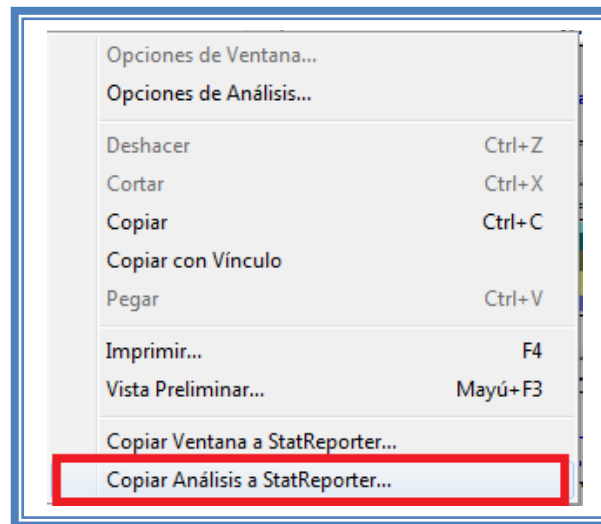 Opciones de Ventana...
Opciones de Análisis...
Deshacer Ctrl+Z
Cortar Ctrl+X
Copiar Ctrl+C
Copiar con Vínculo
Pegar Ctrl+V
Imprimir... F4
Vista Preliminar... Mayú+F3
Copiar Ventana a StatReporter...
Copiar Análisis a StatReporter...